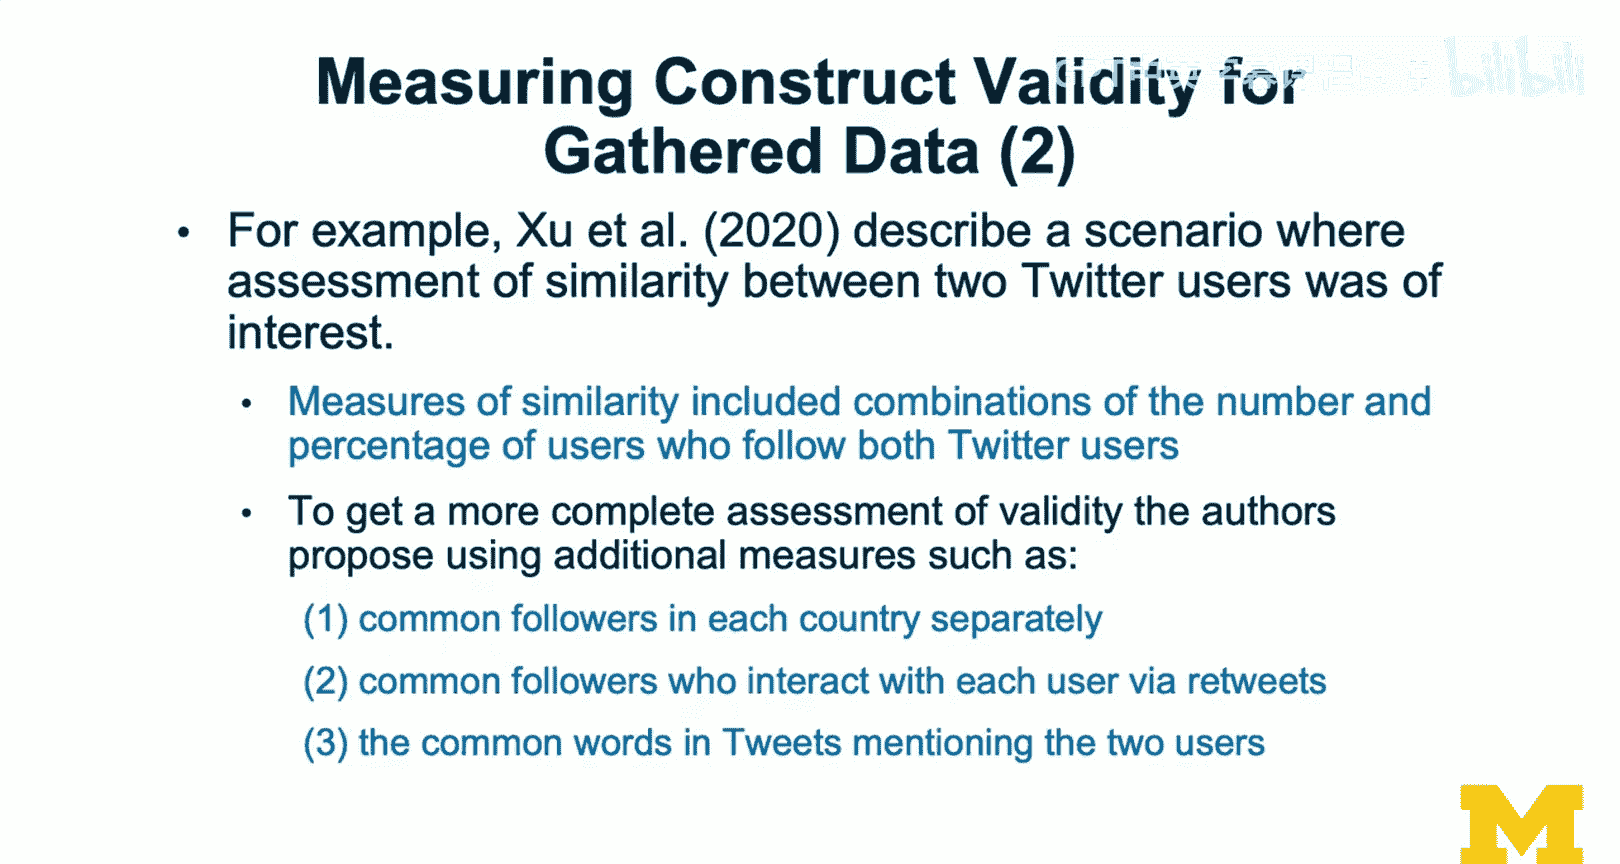 Measuring Construct Validity for
Gathered Data (2)
• For example, Xu et al. (2020) describe a scenario where
assessment of similarity between two Twitter users was of
interest.
• Measures of similarity included combinations of the number and
percentage of users who follow both Twitter users
• To get a more complete assessment of validity the authors
propose using additional measures such as:
(1) common followers in each country separately
(2) common followers who interact with each user via retweets
(3) the common words in Tweets mentioning the two users
bilibili
M